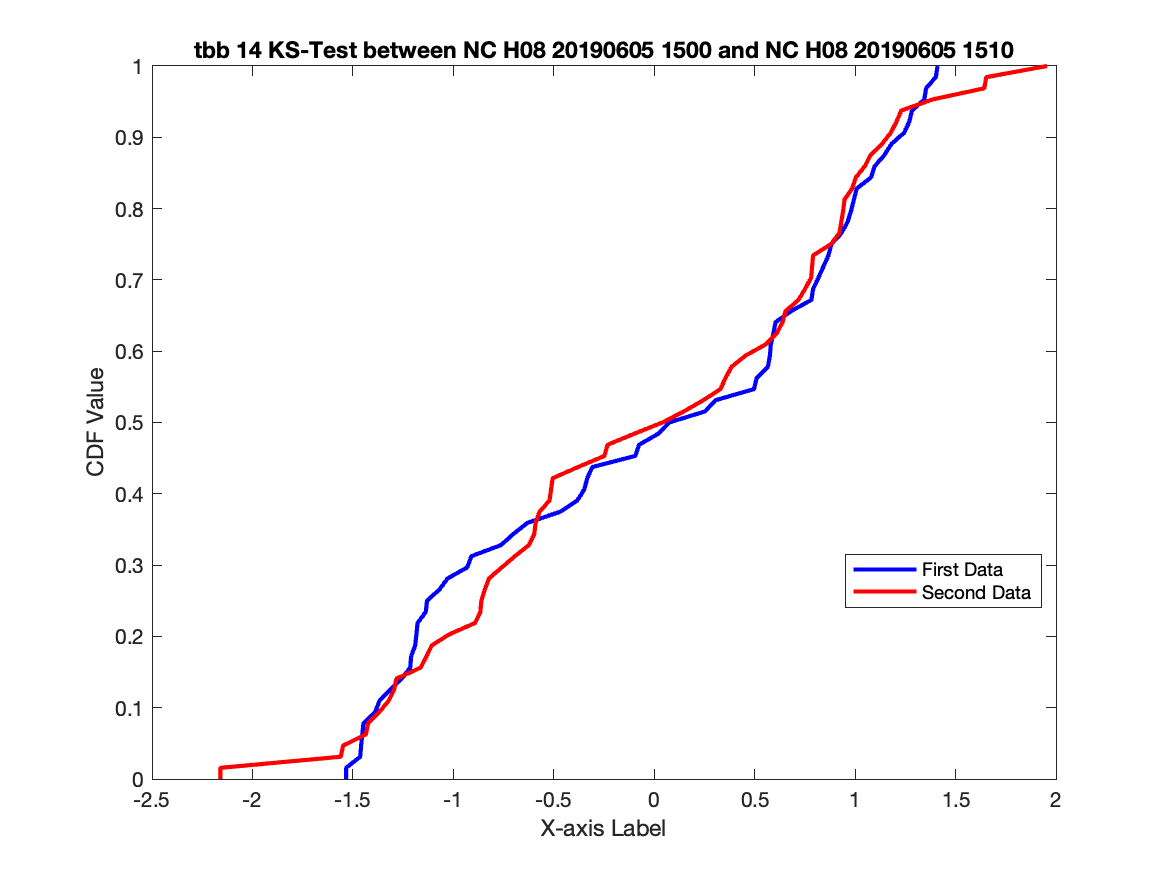 tbb 14 KS-Test between NC H08 20190605 1500 and NC H08 20190605 1510
1
0.9
0.8
0.7
0.6
0.5
0.4
0.3
0.2
0.1
0
CDF Value
First Data
Second Data
-2.5 -2 -1.5 -1 -0.5 0 0.5 1 1.5 2
X-axis Label